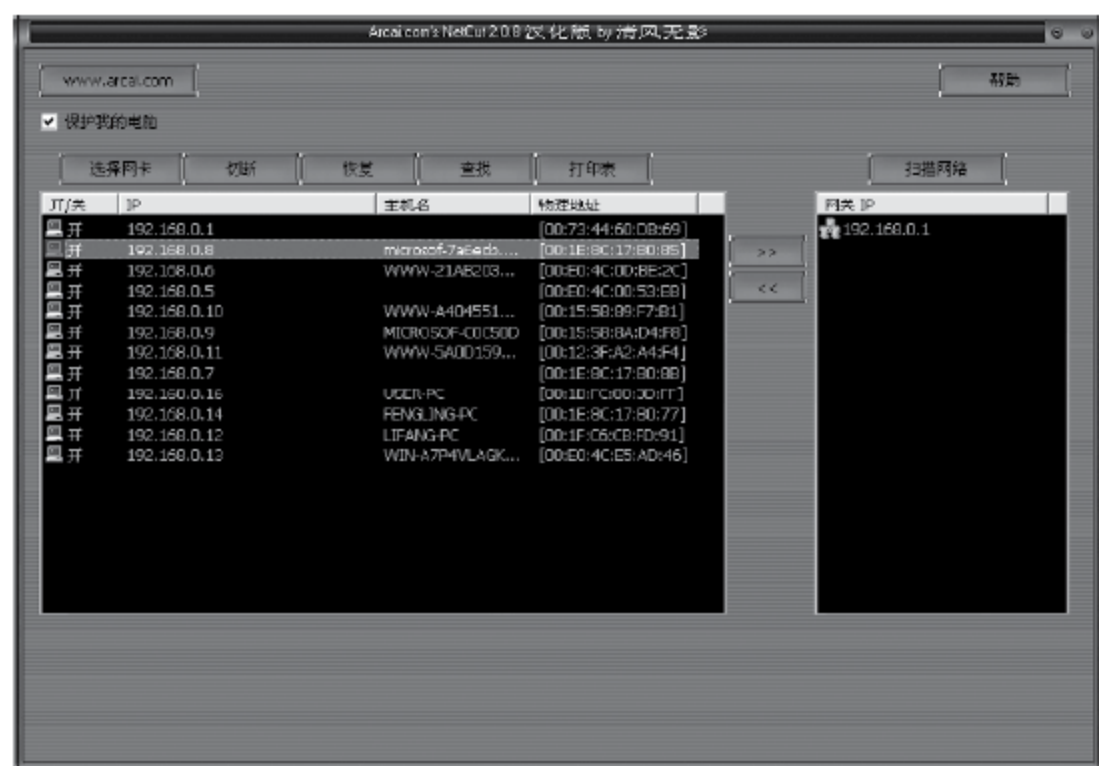 Arcai.com's NetCut 2.0.8 汉化版 by 清风无影
www.arcai.com 帮助
保护我的电脑
选择网卡 切断 恢复 查找 打印表 扫描网络
开/关 IP 主机名 物理地址 网关 IP
开 192.168.0.1 [00:73:44:60:DB:69] 192.168.0.1
开 192.168.0.8 [00:1E:8C:17:80:85] >>
开 192.168.0.6 WWW-21AB203... [00:E0:4C:0D:BE:2C]
开 192.168.0.5 [00:E0:4C:00:53:EB] <<
开 192.168.0.10 WWW-A404551... [00:15:58:89:F7:B1]
开 192.168.0.9 MICROSOF-C0C50D [00:15:58:8A:D4:F8]
开 192.168.0.11 WWW-5A0D159... [00:12:3F:A2:A4:F4]
开 192.168.0.7 [00:1E:8C:17:80:8B]
开 192.168.0.16 USER-PC
开 192.168.0.14 FENGLING-PC [00:1E:8C:17:80:77]
开 192.168.0.12 LIFANG-PC [00:1F:C6:CB:FD:91]
开 192.168.0.13 WIN-A7P4VLAGK... [00:E0:4C:E5:AD:46]